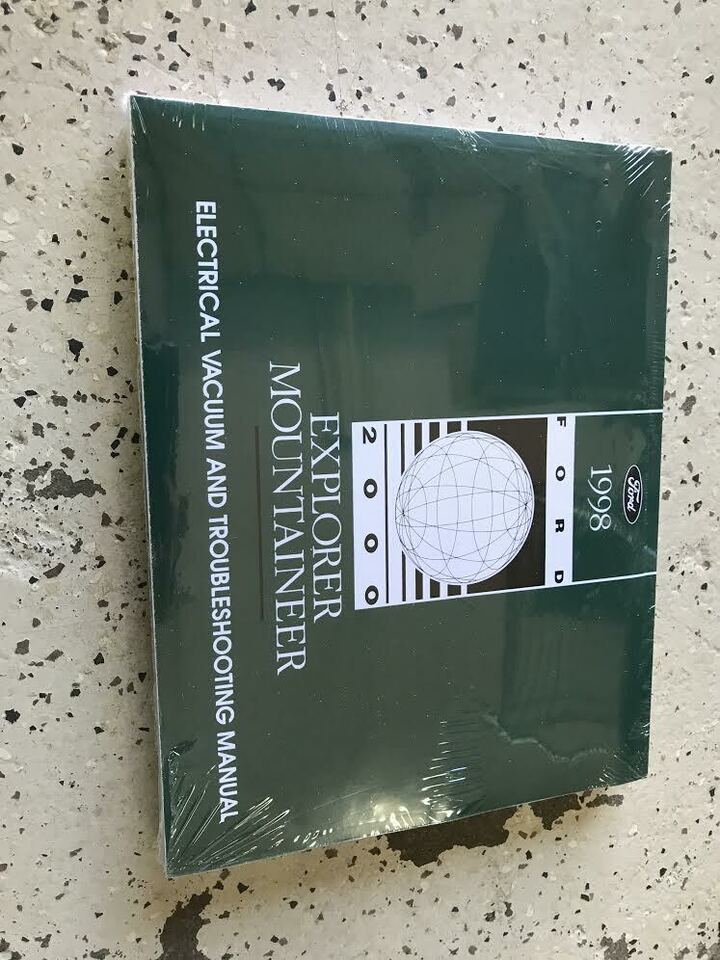 Ford
1998
FORD
2000
EXPLORER
MOUNTAINEER
ELECTRICAL VACUUM AND TROUBLESHOOTING MANUAL